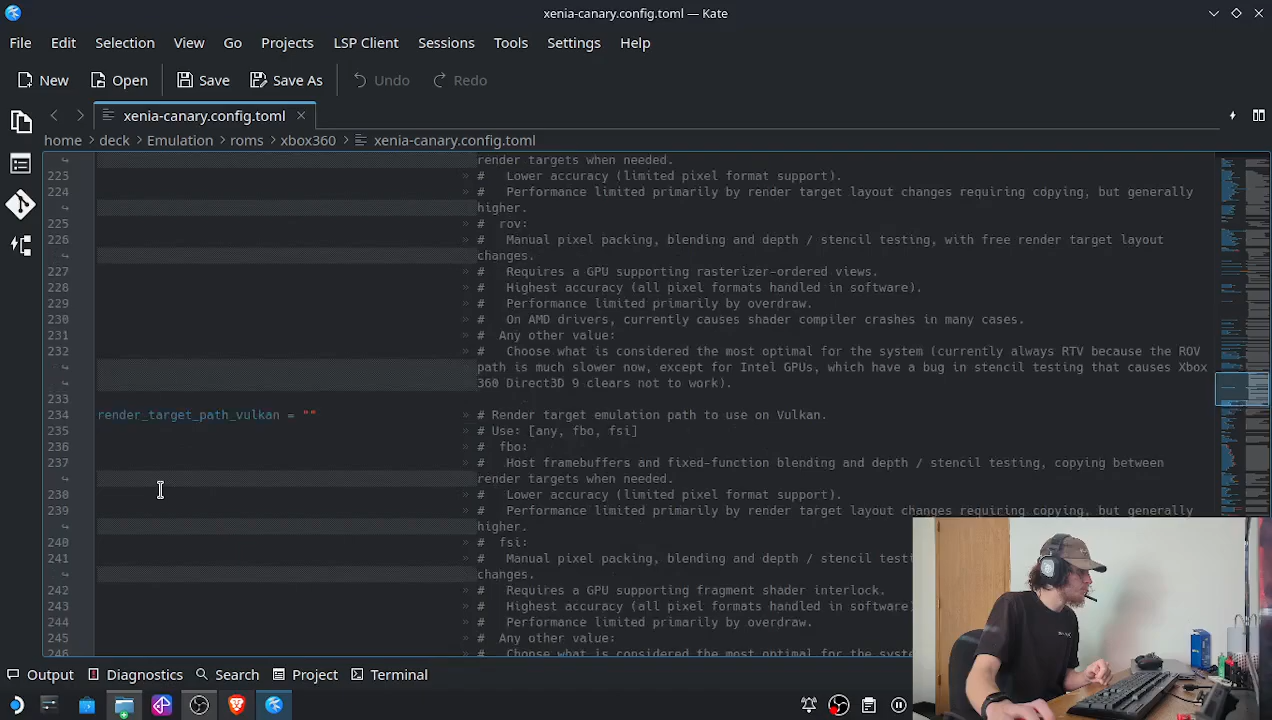 xenia-canary.config.toml — Kate
File Edit Selection View Go Projects LSP Client Sessions Tools Settings Help
New Open Save Save As Undo Redo
xenia-canary.config.toml
home deck Emulation roms xbox360 xenia-canary.config.toml
render targets when needed.
223 # Lower accuracy (limited pixel format support).
224 # Performance limited primarily by render target layout changes requiring copying, but generally
higher.
225 # rov:
226 # Manual pixel packing, blending and depth / stencil testing, with free render target layout
changes.
227 # Requires a GPU supporting rasterizer-ordered views.
228 # Highest accuracy (all pixel formats handled in software).
229 # Performance limited primarily by overdraw.
230 # On AMD drivers, currently causes shader compiler crashes in many cases.
231 # Any other value:
232 # Choose what is considered the most optimal for the system (currently always RTV because the ROV
path is much slower now, except for Intel GPUs, which have a bug in stencil testing that causes Xbox
360 Direct3D 9 clears not to work).
233
234 render_target_path_vulkan = "" # Render target emulation path to use on Vulkan.
235 # Use: [any, fbo, fsi]
236 # fbo:
237 # Host framebuffers and fixed-function blending and depth / stencil testing, copying between
render targets when needed.
238 # Lower accuracy (limited pixel format support).
239 # Performance limited primarily by render target layout changes requiring copying, but generally
higher.
240 # fsi:
241 # Manual pixel packing, blending and depth / stencil testi
changes.
242 # Requires a GPU supporting fragment shader interlock.
243 # Highest accuracy (all pixel formats handled in software)
244 # Performance limited primarily by overdraw.
245 # Any other value:
246 # Choose what is considered the most optimal for the syste
Output Diagnostics Search Project Terminal